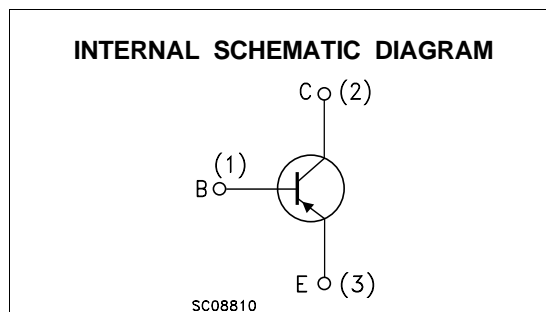 INTERNAL SCHEMATIC DIAGRAM
C (2)
(1)
B
E (3)
SC08810